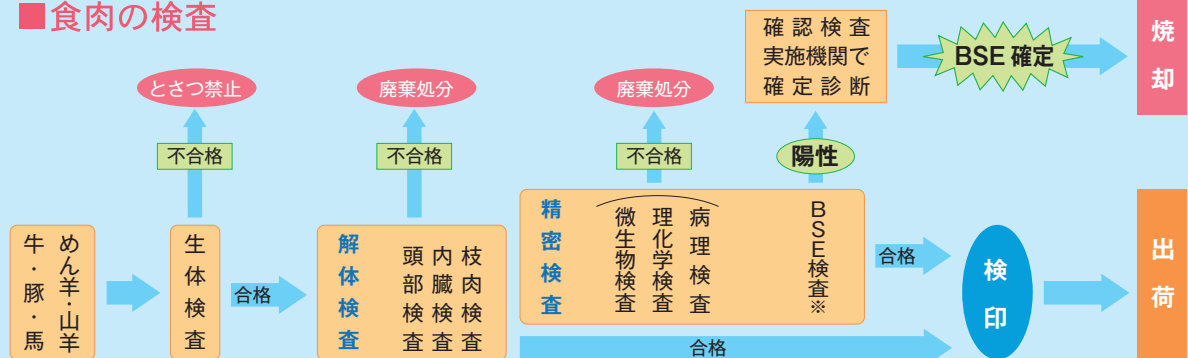 ■食肉の検査
とさつ禁止
廃棄処分
廃棄処分
確認検査
実施機関で
確定診断
BSE 確定
焼却
不合格
不合格
不合格
陽性
牛・豚・馬
めん羊・山羊
生体検査
合格
解体検査
頭部検査
内臓検査
枝肉検査
精密検査
微生物検査
理化学検査
病理検査
BSE検査※
合格
合格
検印
出荷